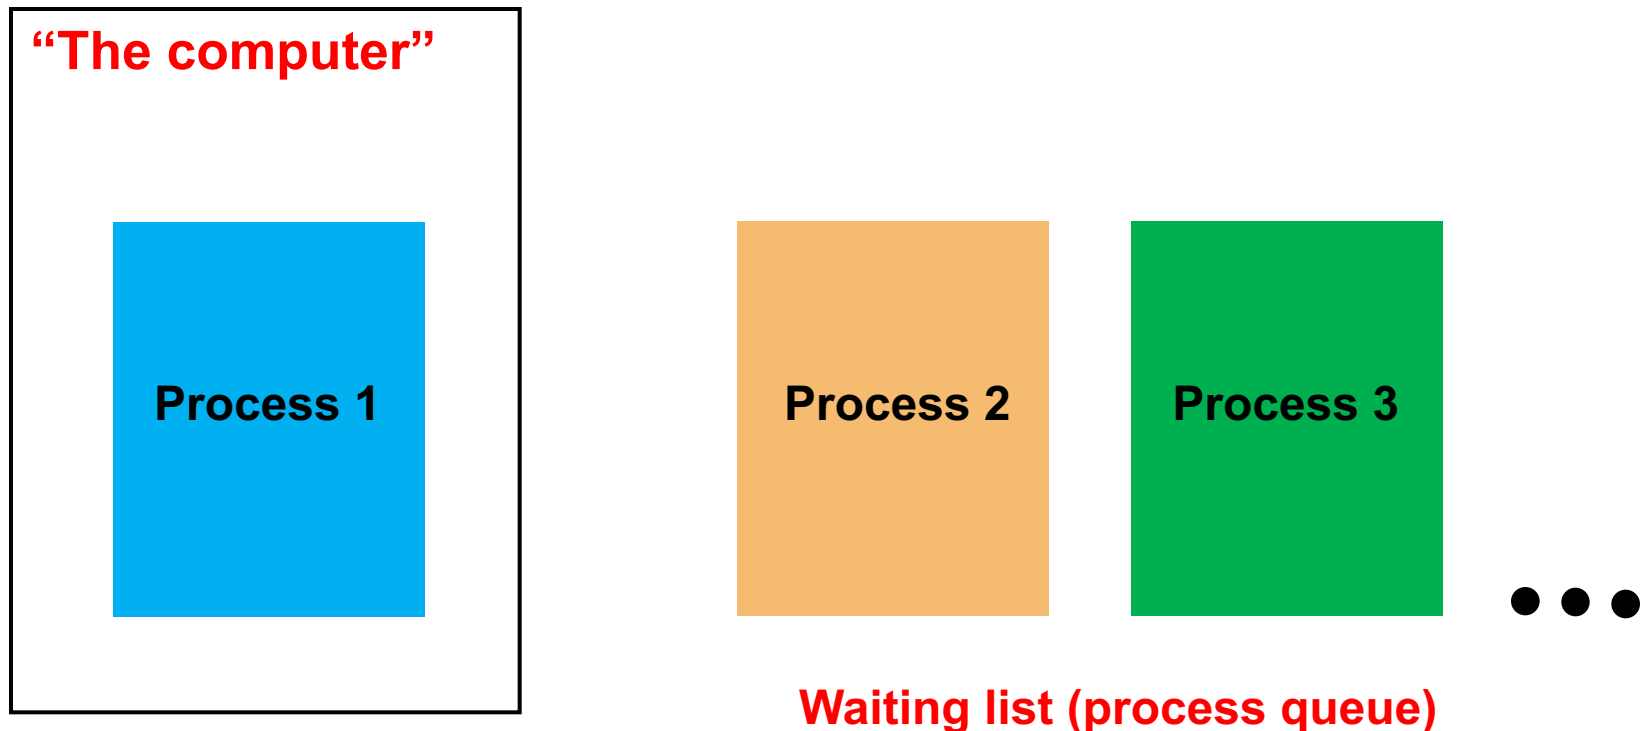 “The computer”
Process 1
Process 2
Process 3
Waiting list (process queue)